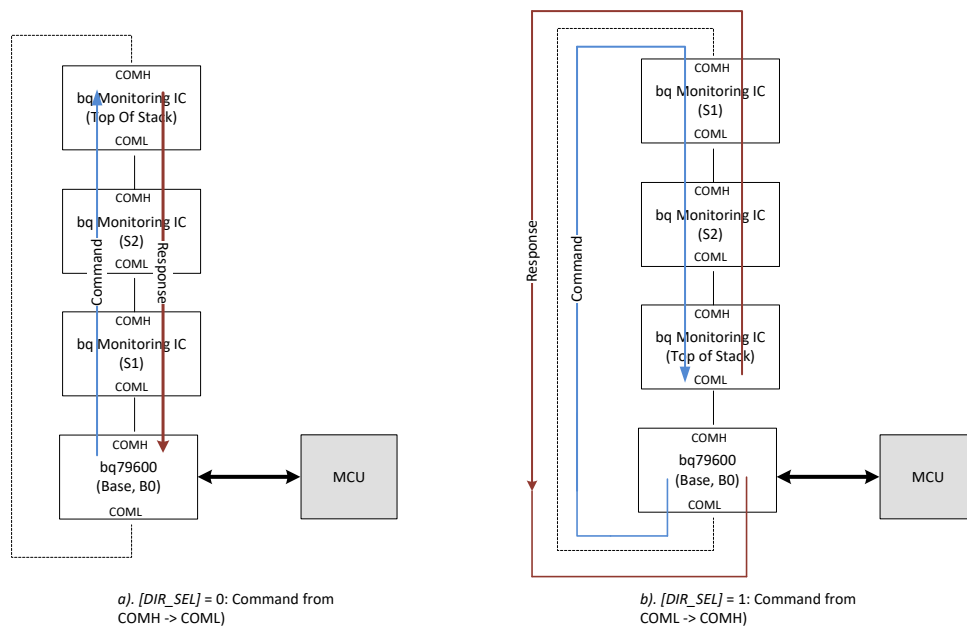 COMH
bq Monitoring IC
(Top Of Stack)
COML
COMH
bq Monitoring IC
(S2)
COML
Command
Response
COMH
bq Monitoring IC
(S1)
COML
COMH
bq79600
(Base, B0)
COML
MCU
a). [DIR_SEL] = 0: Command from
COMH -> COML)
COMH
bq Monitoring IC
(S1)
COML
COMH
bq Monitoring IC
(S2)
COML
Response
Command
COMH
bq Monitoring IC
(Top of Stack)
COML
COMH
bq79600
(Base, B0)
COML
MCU
b). [DIR_SEL] = 1: Command from
COML -> COMH)